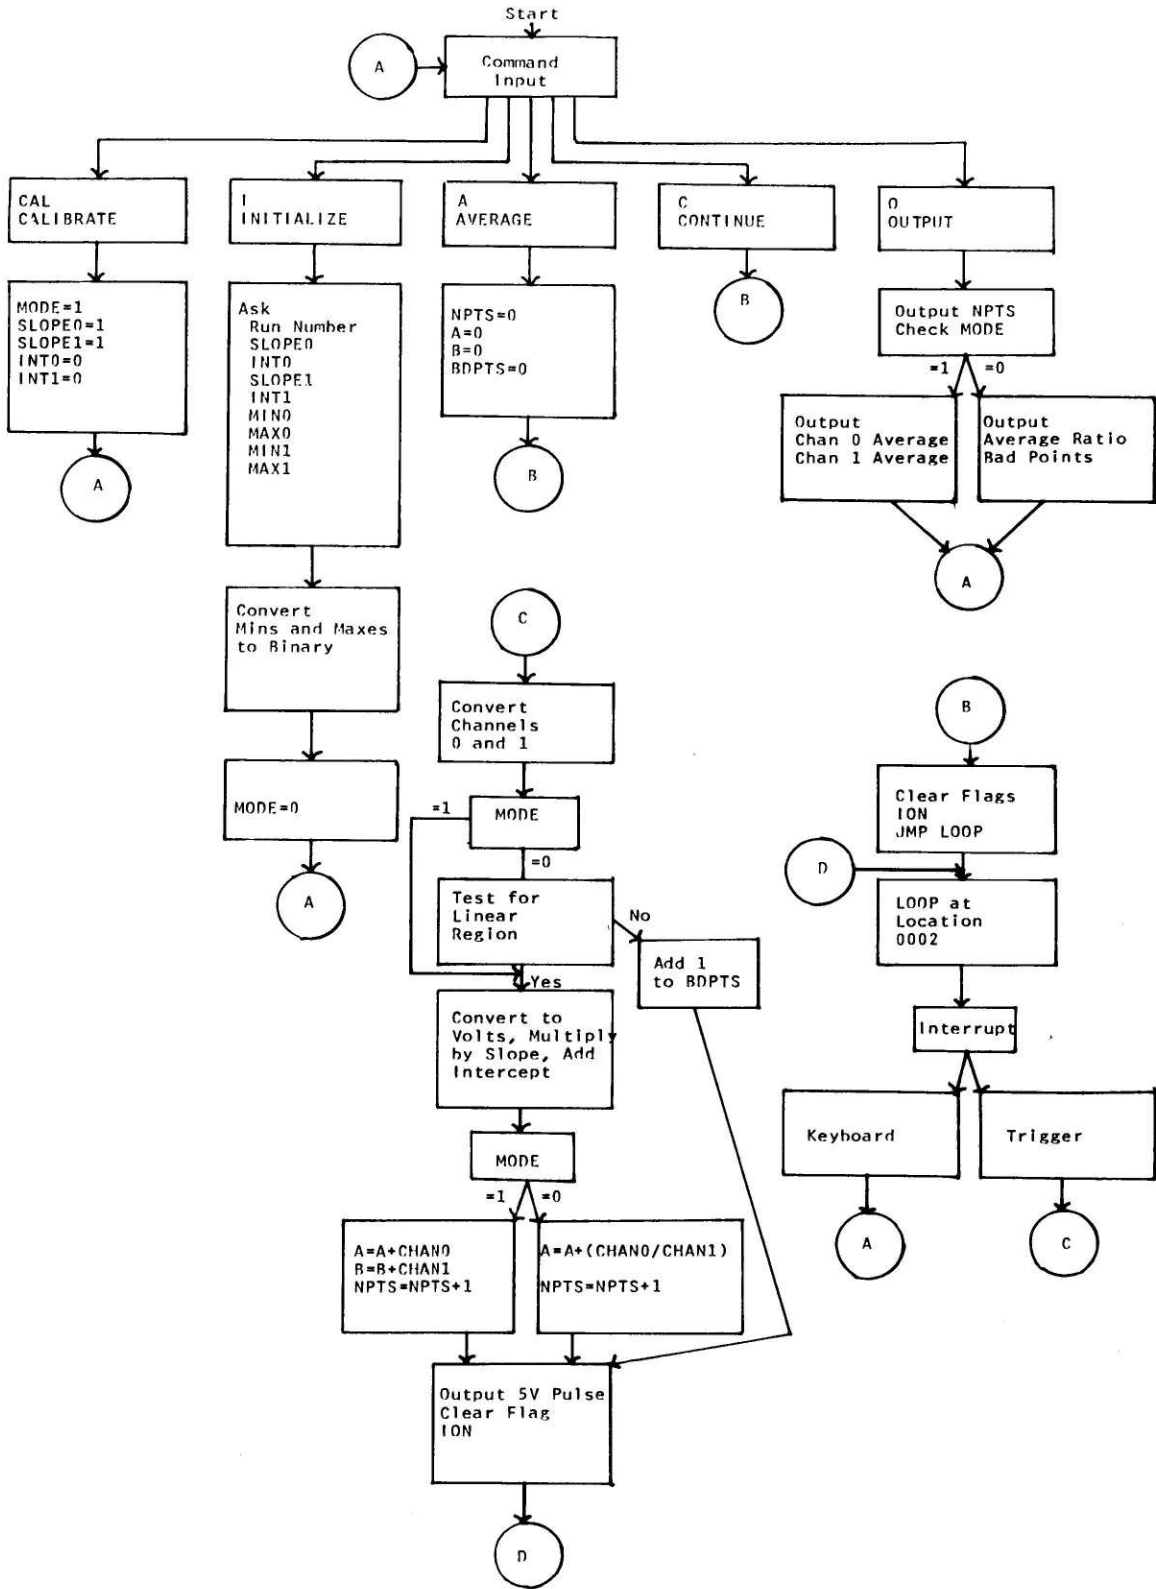 Start
A
Command
Input
CAL
CALIBRATE
I
INITIALIZE
A
AVERAGE
C
CONTINUE
O
OUTPUT
MODE=1
SLOPE0=1
SLOPE1=1
INT0=0
INT1=0
A
Ask
Run Number
SLOPE0
INT0
SLOPE1
INT1
MIN0
MAX0
MIN1
MAX1
NPTS=0
A=0
B=0
BDPTS=0
B
B
Output NPTS
Check MODE
=1
=0
Output
Chan 0 Average
Chan 1 Average
Output
Average Ratio
Bad Points
A
Convert
Mins and Maxes
to Binary
MODE=0
A
C
Convert
Channels
0 and 1
=1
MODE
=0
Test for
Linear
Region
No
Add 1
to BDPTS
Yes
Convert to
Volts, Multiply
by Slope, Add
Intercept
MODE
=1
=0
A=A+CHAN0
B=B+CHAN1
NPTS=NPTS+1
A=A+(CHAN0/CHAN1)
NPTS=NPTS+1
Output 5V Pulse
Clear Flag
ION
D
B
Clear Flags
ION
JMP LOOP
D
LOOP at
Location
0002
Interrupt
Keyboard
Trigger
A
C